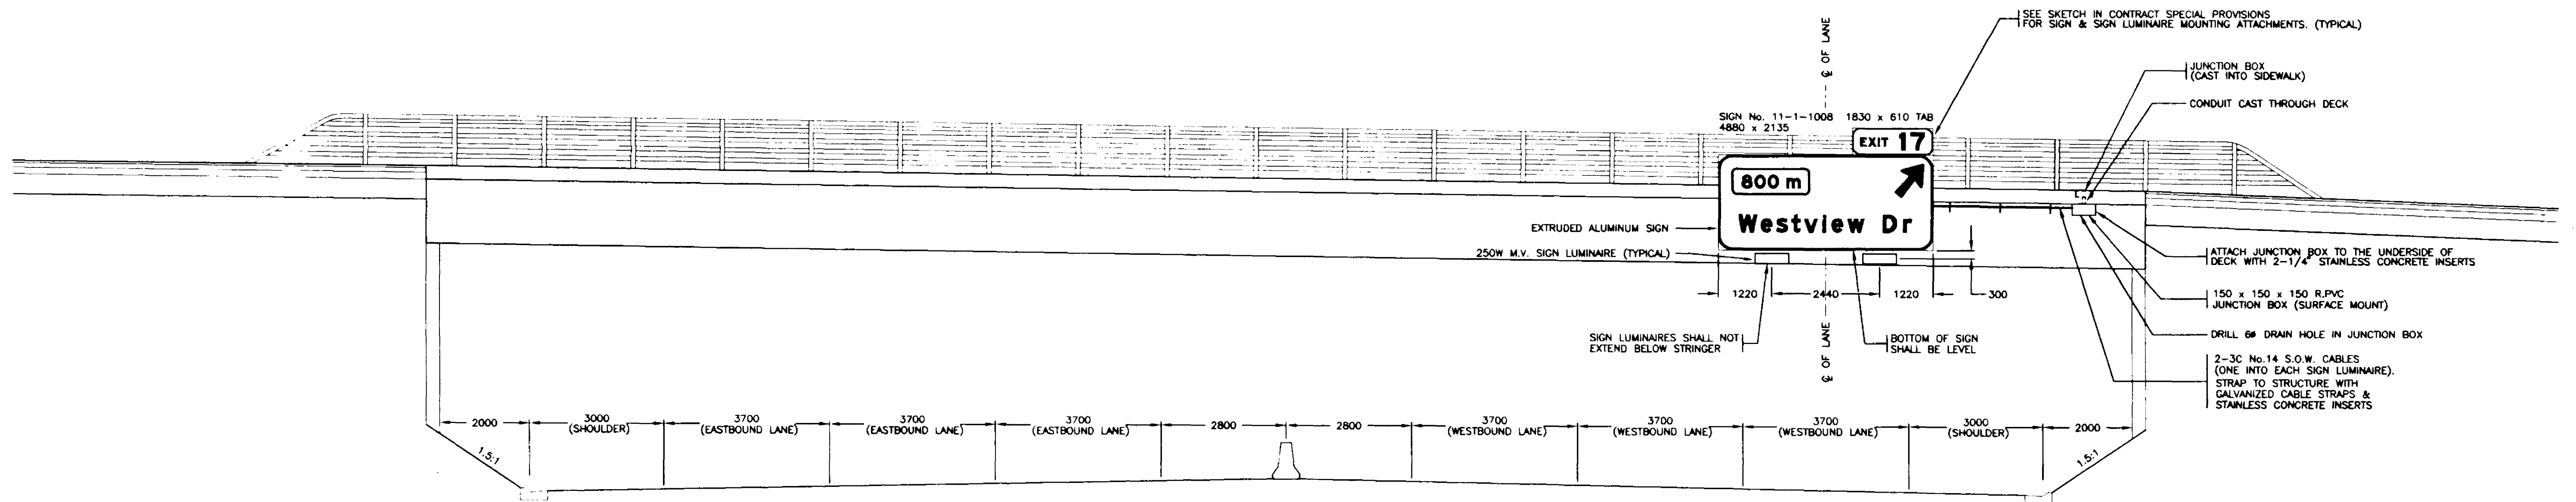 SEE SKETCH IN CONTRACT SPECIAL PROVISIONS
FOR SIGN & SIGN LUMINAIRE MOUNTING ATTACHMENTS. (TYPICAL)
℄ OF LANE
JUNCTION BOX
(CAST INTO SIDEWALK)
CONDUIT CAST THROUGH DECK
SIGN No. 11-1-1008 1830 x 610 TAB
4880 x 2135
EXIT 17
800 m
Westview Dr
EXTRUDED ALUMINUM SIGN
250W M.V. SIGN LUMINAIRE (TYPICAL)
ATTACH JUNCTION BOX TO THE UNDERSIDE OF
DECK WITH 2-1/4" STAINLESS CONCRETE INSERTS
1220
2440
1220
300
150 x 150 x 150 R.PVC
JUNCTION BOX (SURFACE MOUNT)
SIGN LUMINAIRES SHALL NOT
EXTEND BELOW STRINGER
℄ OF LANE
BOTTOM OF SIGN
SHALL BE LEVEL
DRILL 6ø DRAIN HOLE IN JUNCTION BOX
2-3C No.14 S.O.W. CABLES
(ONE INTO EACH SIGN LUMINAIRE).
STRAP TO STRUCTURE WITH
GALVANIZED CABLE STRAPS &
STAINLESS CONCRETE INSERTS
2000
3000
(SHOULDER)
3700
(EASTBOUND LANE)
3700
(EASTBOUND LANE)
3700
(EASTBOUND LANE)
2800
2800
3700
(WESTBOUND LANE)
3700
(WESTBOUND LANE)
3700
(WESTBOUND LANE)
3000
(SHOULDER)
2000
1.5:1
1.5:1